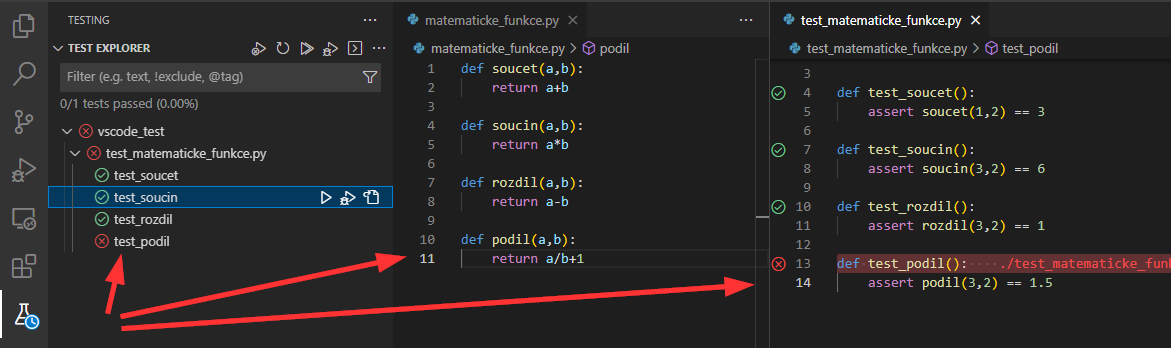 TESTING
TEST EXPLORER
Filter (e.g. text, !exclude, @tag)
0/1 tests passed (0.00%)
vscode_test
test_matematicke_funkce.py
test_soucet
test_soucin
test_rozdil
test_podil
matematicke_funkce.py
matematicke_funkce.py > podil
1 def soucet(a,b):
2 return a+b
3
4 def soucin(a,b):
5 return a*b
6
7 def rozdil(a,b):
8 return a-b
9
10 def podil(a,b):
11 return a/b+1
test_matematicke_funkce.py
test_matematicke_funkce.py > test_podil
3
4 def test_soucet():
5 assert soucet(1,2) == 3
6
7 def test_soucin():
8 assert soucin(3,2) == 6
9
10 def test_rozdil():
11 assert rozdil(3,2) == 1
12
13 def test_podil(): ./test_matematicke_fun
14 assert podil(3,2) == 1.5